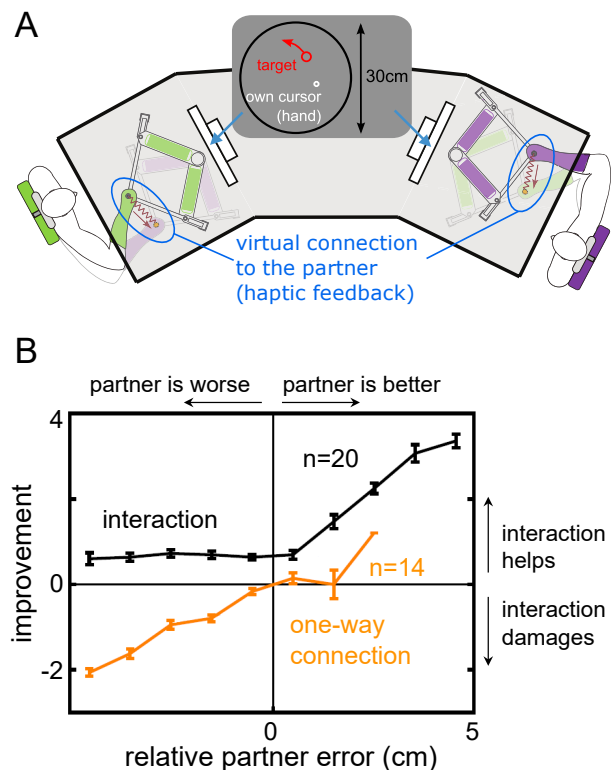 A
target
own cursor
(hand)
30cm
virtual connection
to the partner
(haptic feedback)
B
partner is worse
partner is better
4
n=20
interaction
interaction
helps
improvement
n=14
0
one-way
connection
interaction
damages
-2
0
5
relative partner error (cm)